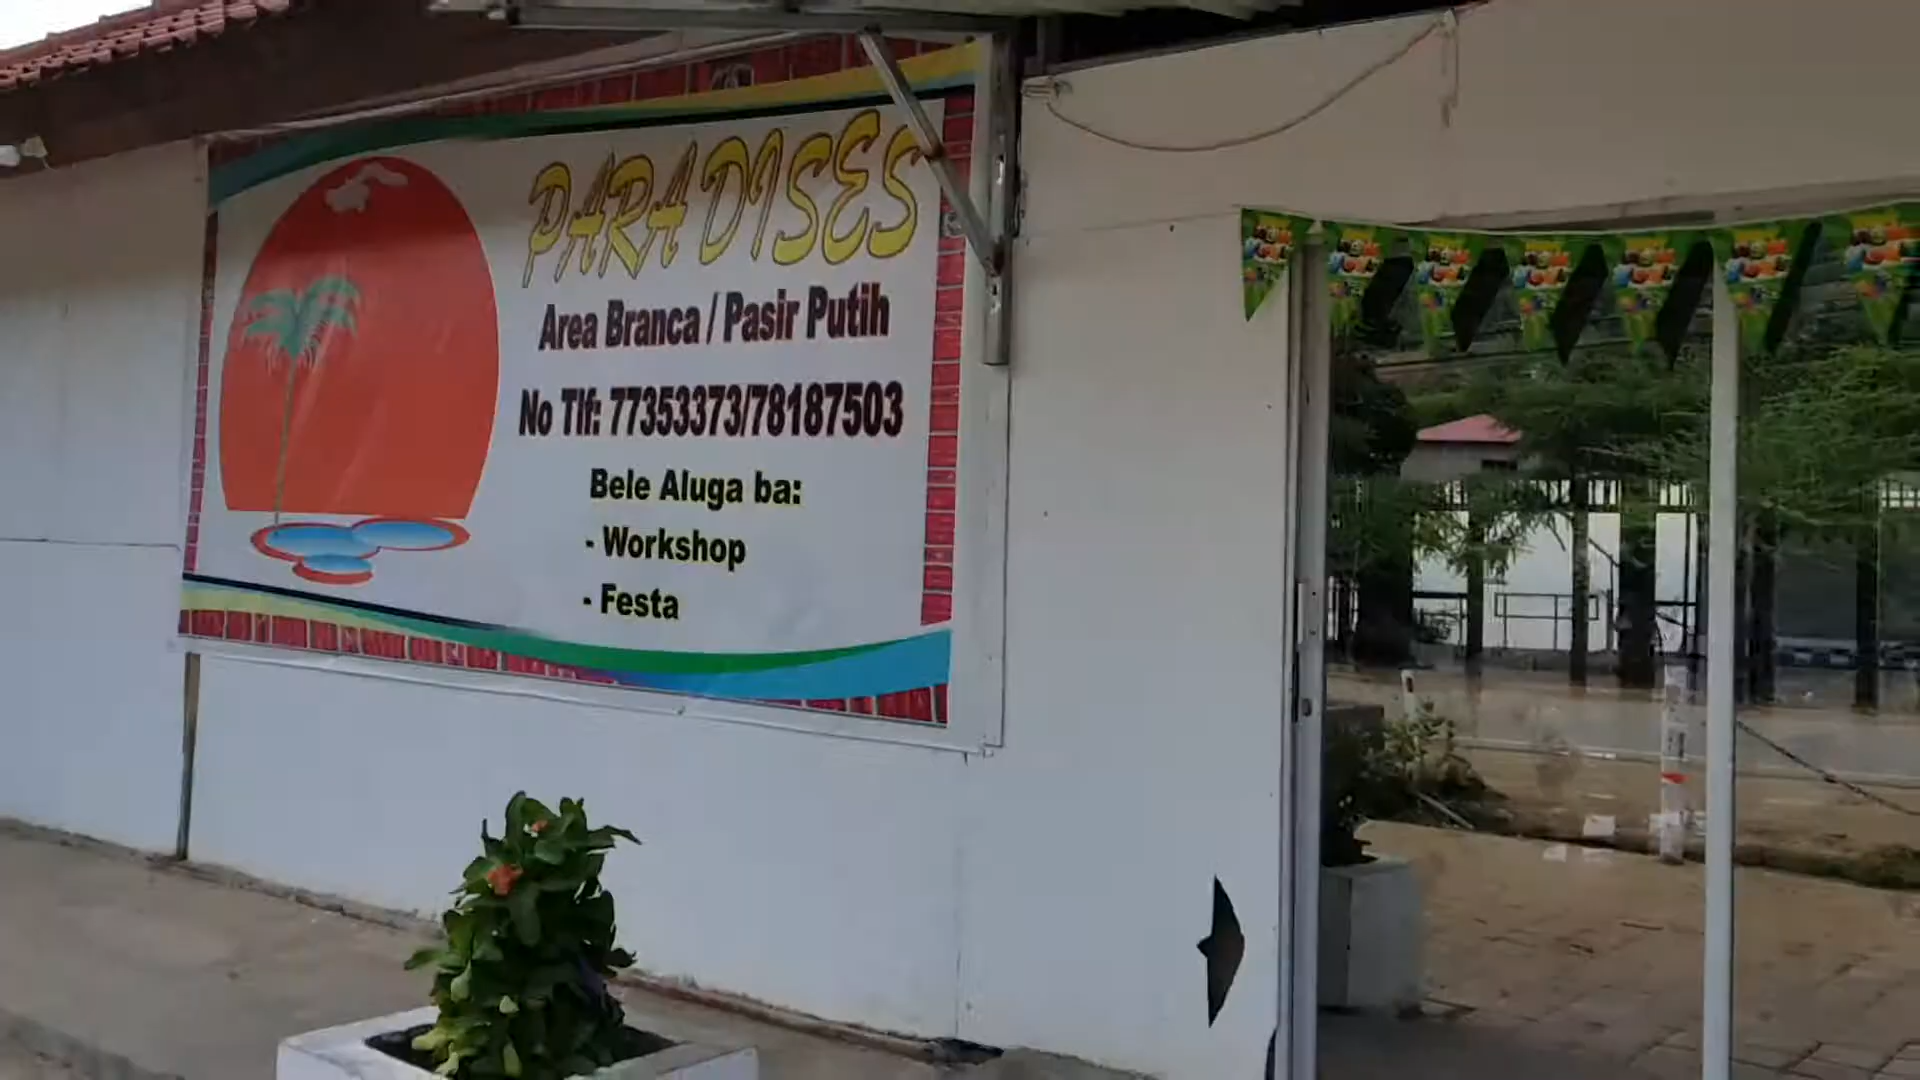 PARADISES
Area Branca / Pasir Putih
No Tlf: 77353373/78187503
Bele Aluga ba:
- Workshop
- Festa